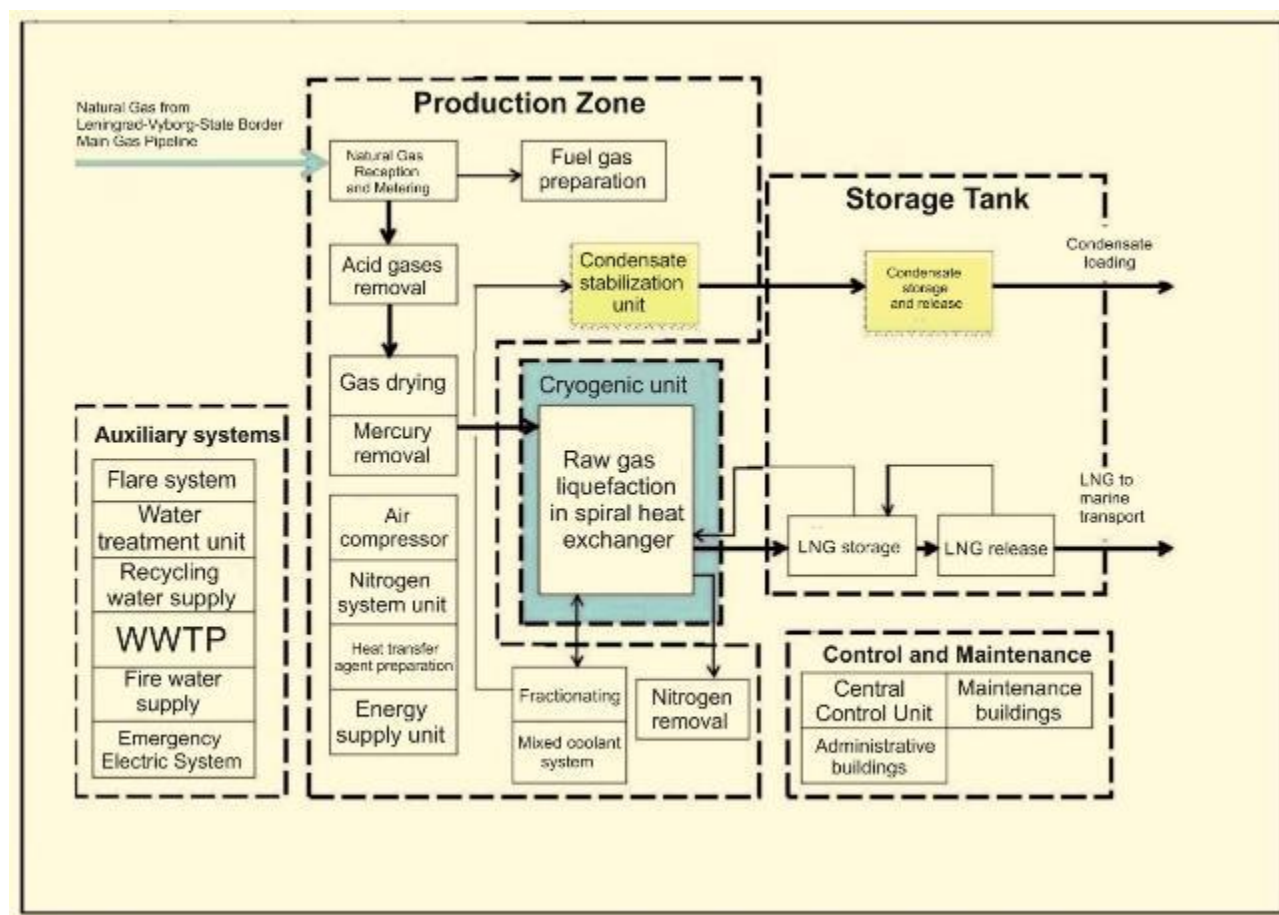 Natural Gas from
Leningrad-Vyborg-State Border
Main Gas Pipeline
Production Zone
Natural Gas
Reception
and Metering
Fuel gas
preparation
Acid gases
removal
Condensate
stabilization
unit
Gas drying
Mercury
removal
Air
compressor
Nitrogen
system unit
Heat transfer
agent preparation
Energy
supply unit
Cryogenic unit
Raw gas
liquefaction
in spiral heat
exchanger
Fractionating
Mixed coolant
system
Nitrogen
removal
Storage Tank
Condensate
storage
and release
Condensate
loading
LNG storage
LNG release
LNG to
marine
transport
Auxiliary systems
Flare system
Water
treatment unit
Recycling
water supply
WWTP
Fire water
supply
Emergency
Electric System
Control and Maintenance
Central
Control Unit
Maintenance
buildings
Administrative
buildings